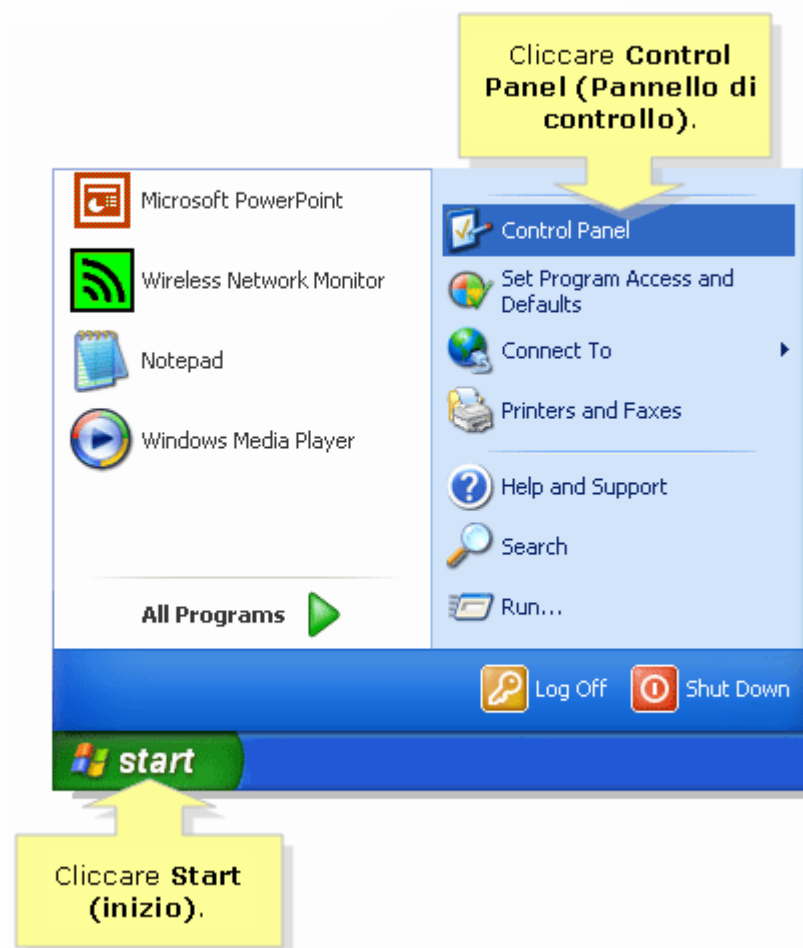 Cliccare Control
Panel (Pannello di
controllo).
Microsoft PowerPoint
Wireless Network Monitor
Notepad
Windows Media Player
All Programs
Control Panel
Set Program Access and
Defaults
Connect To
Printers and Faxes
Help and Support
Search
Run...
Log Off
Shut Down
start
Cliccare Start
(inizio).